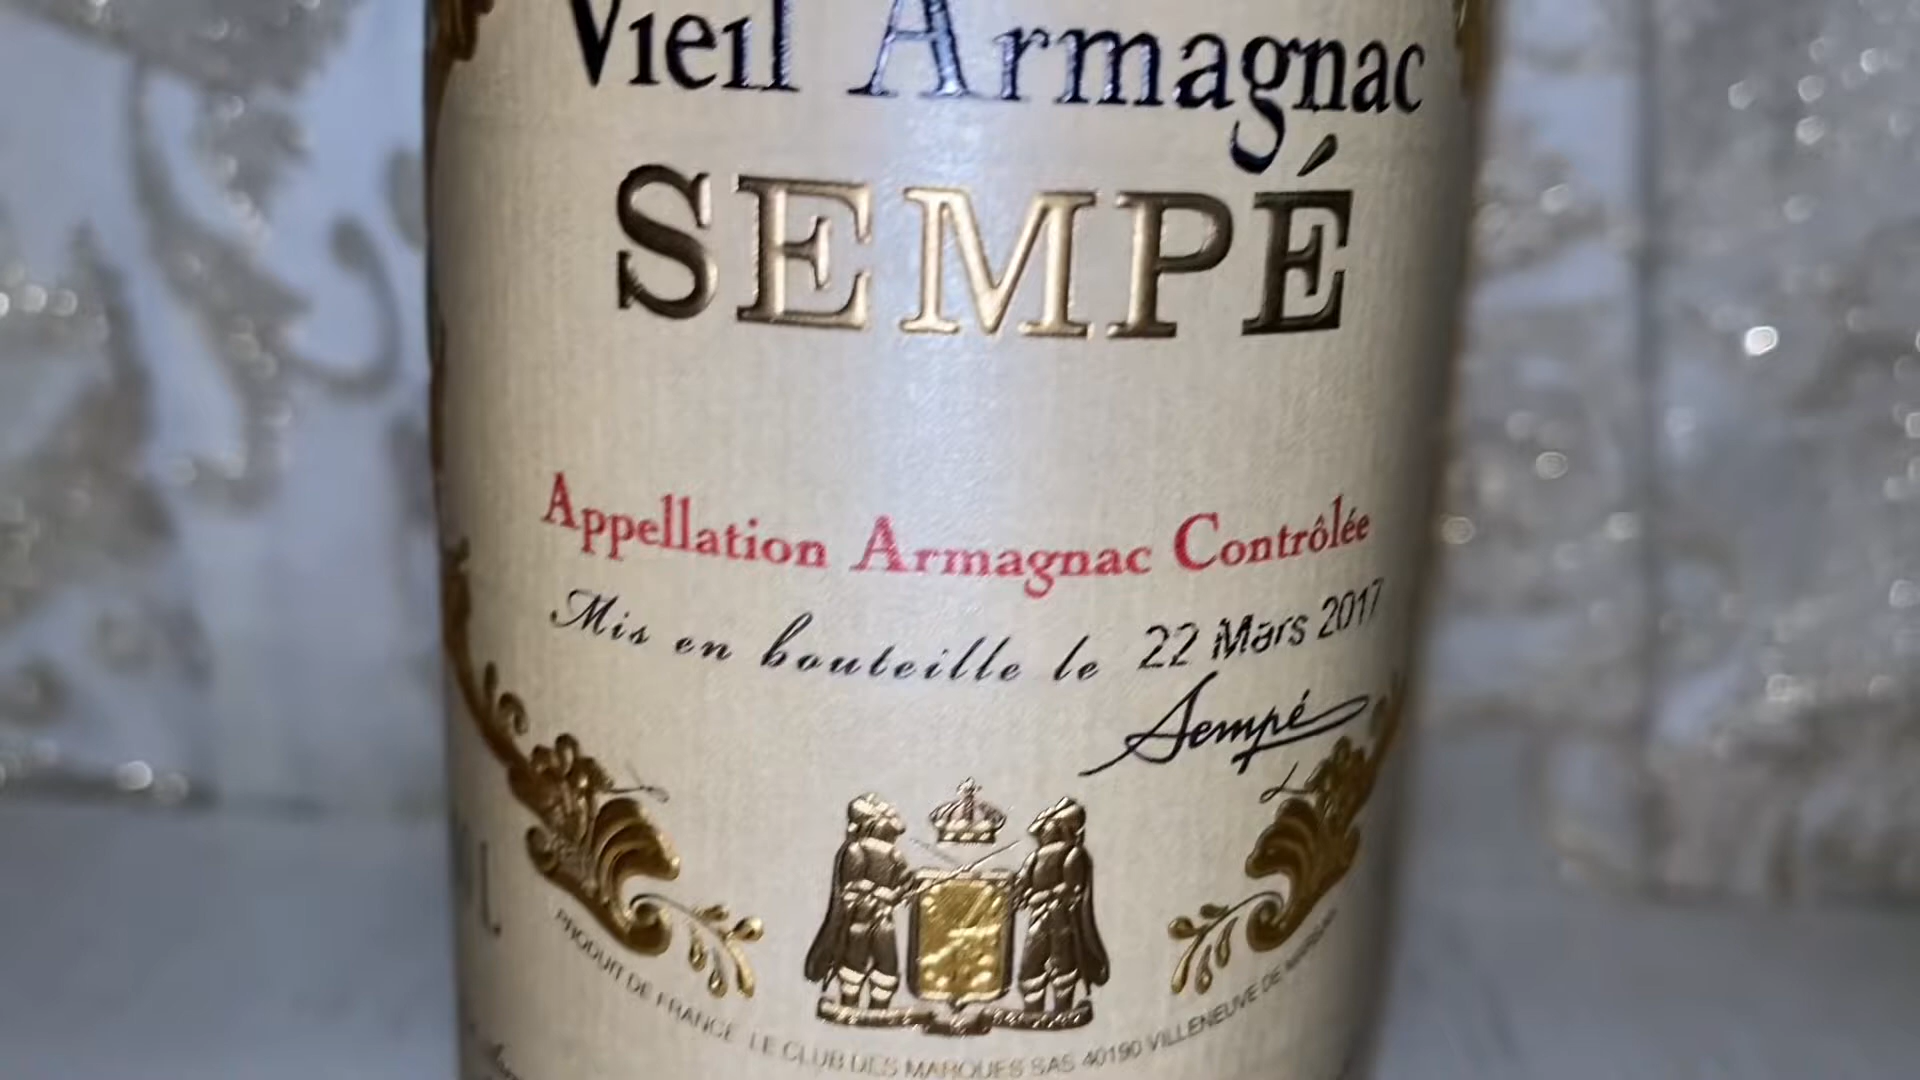 Vieil Armagnac
SEMPÉ
Appellation Armagnac Contrôlée
Mis en bouteille le 22 Mars 2017
Sempé
L
PRODUIT DE FRANCE LE CLUB DES MARQUES SAS 40190 VILLENEUVE DE MARSAN